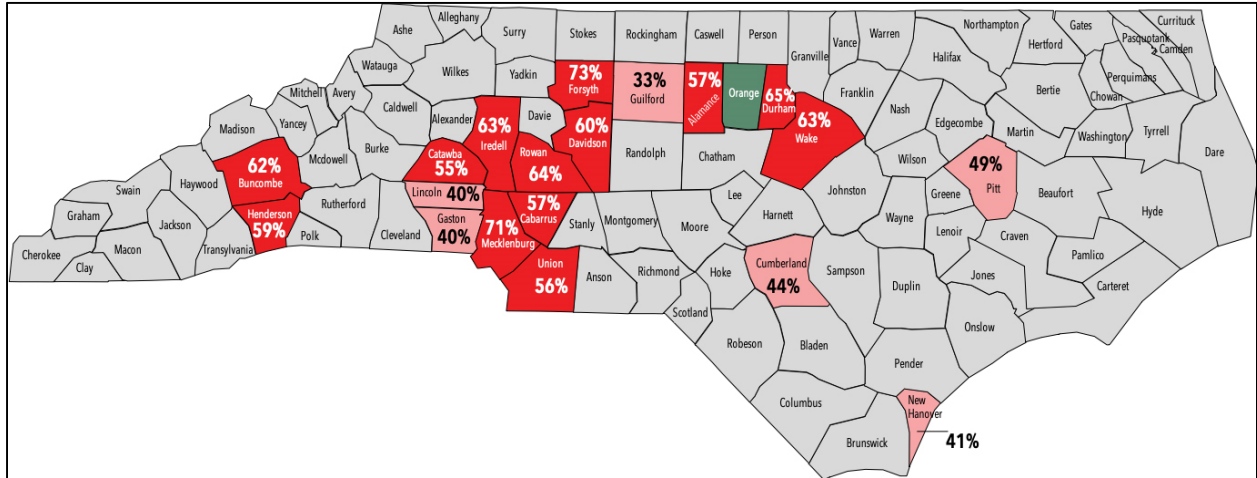 Ashe
Alleghany
Surry
Stokes
Rockingham
Caswell
Person
Granville
Vance
Warren
Northampton
Gates
Currituck
Pasquotank
Camden
Hertford
Halifax
Watauga
Wilkes
Yadkin
73%
Forsyth
33%
Guilford
57%
Alamance
Orange
65%
Durham
Franklin
Nash
Bertie
Perquimans
Chowan
Mitchell
Avery
Caldwell
Alexander
63%
Iredell
Davie
60%
Davidson
63%
Wake
Edgecombe
Martin
Washington
Tyrrell
Dare
Madison
Yancey
Mcdowell
Burke
Catawba
55%
Rowan
64%
Randolph
Chatham
Wilson
49%
Pitt
Beaufort
Hyde
62%
Buncombe
Haywood
Swain
Graham
Jackson
Henderson
59%
Rutherford
Lincoln 40%
Gaston
40%
57%
Cabarrus
71%
Mecklenburg
Stanly
Montgomery
Moore
Lee
Harnett
Johnston
Wayne
Greene
Lenoir
Craven
Pamlico
Cherokee
Clay
Macon
Transylvania
Polk
Cleveland
Union
56%
Anson
Richmond
Hoke
Scotland
Cumberland
44%
Sampson
Duplin
Jones
Carteret
Onslow
Robeson
Bladen
Pender
Columbus
Brunswick
New
Hanover
41%